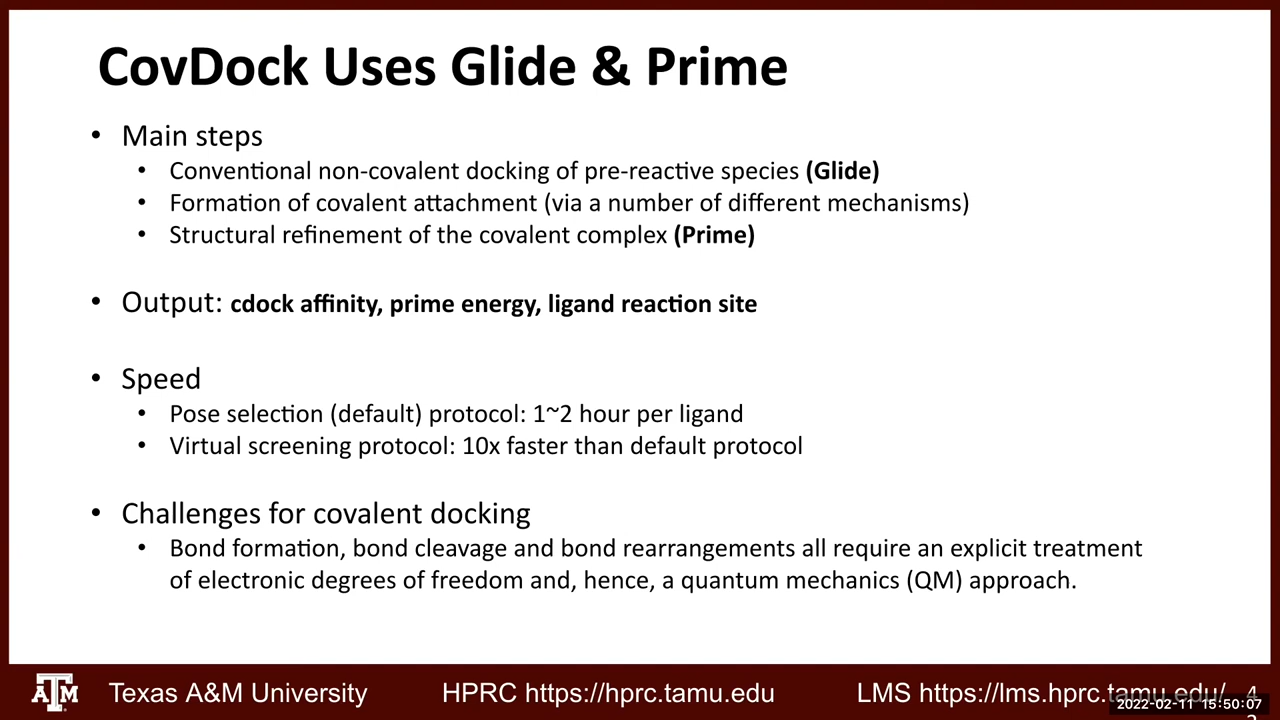 CovDock Uses Glide & Prime
• Main steps
• Conventional non-covalent docking of pre-reactive species (Glide)
• Formation of covalent attachment (via a number of different mechanisms)
• Structural refinement of the covalent complex (Prime)
• Output: cdock affinity, prime energy, ligand reaction site
• Speed
• Pose selection (default) protocol: 1~2 hour per ligand
• Virtual screening protocol: 10x faster than default protocol
• Challenges for covalent docking
• Bond formation, bond cleavage and bond rearrangements all require an explicit treatment
of electronic degrees of freedom and, hence, a quantum mechanics (QM) approach.
TAM Texas A&M University HPRC https://hprc.tamu.edu LMS https://lms.hprc.tamu.edu/ 4
2022-02-11 15:50:07